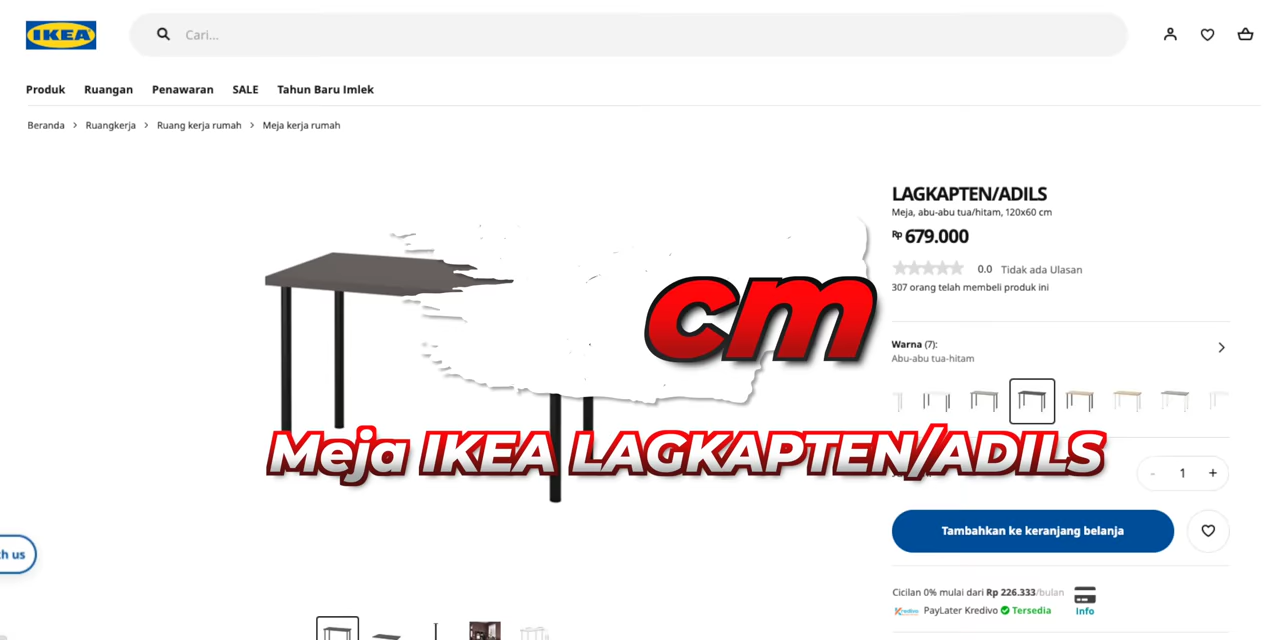 IKEA
Cari...
Produk Ruangan Penawaran SALE Tahun Baru Imlek
Beranda > Ruangkerja > Ruang kerja rumah > Meja kerja rumah
LAGKAPTEN/ADILS
Meja, abu-abu tua/hitam, 120x60 cm
Rp 679.000
0.0 Tidak ada Ulasan
307 orang telah membeli produk ini
cm
Warna (7):
Abu-abu tua-hitam
Meja IKEA LAGKAPTEN/ADILS
- 1 +
Tambahkan ke keranjang belanja
us
Cicilan 0% mulai dari Rp 226.333/bulan
Kredivo PayLater Kredivo Tersedia
Info